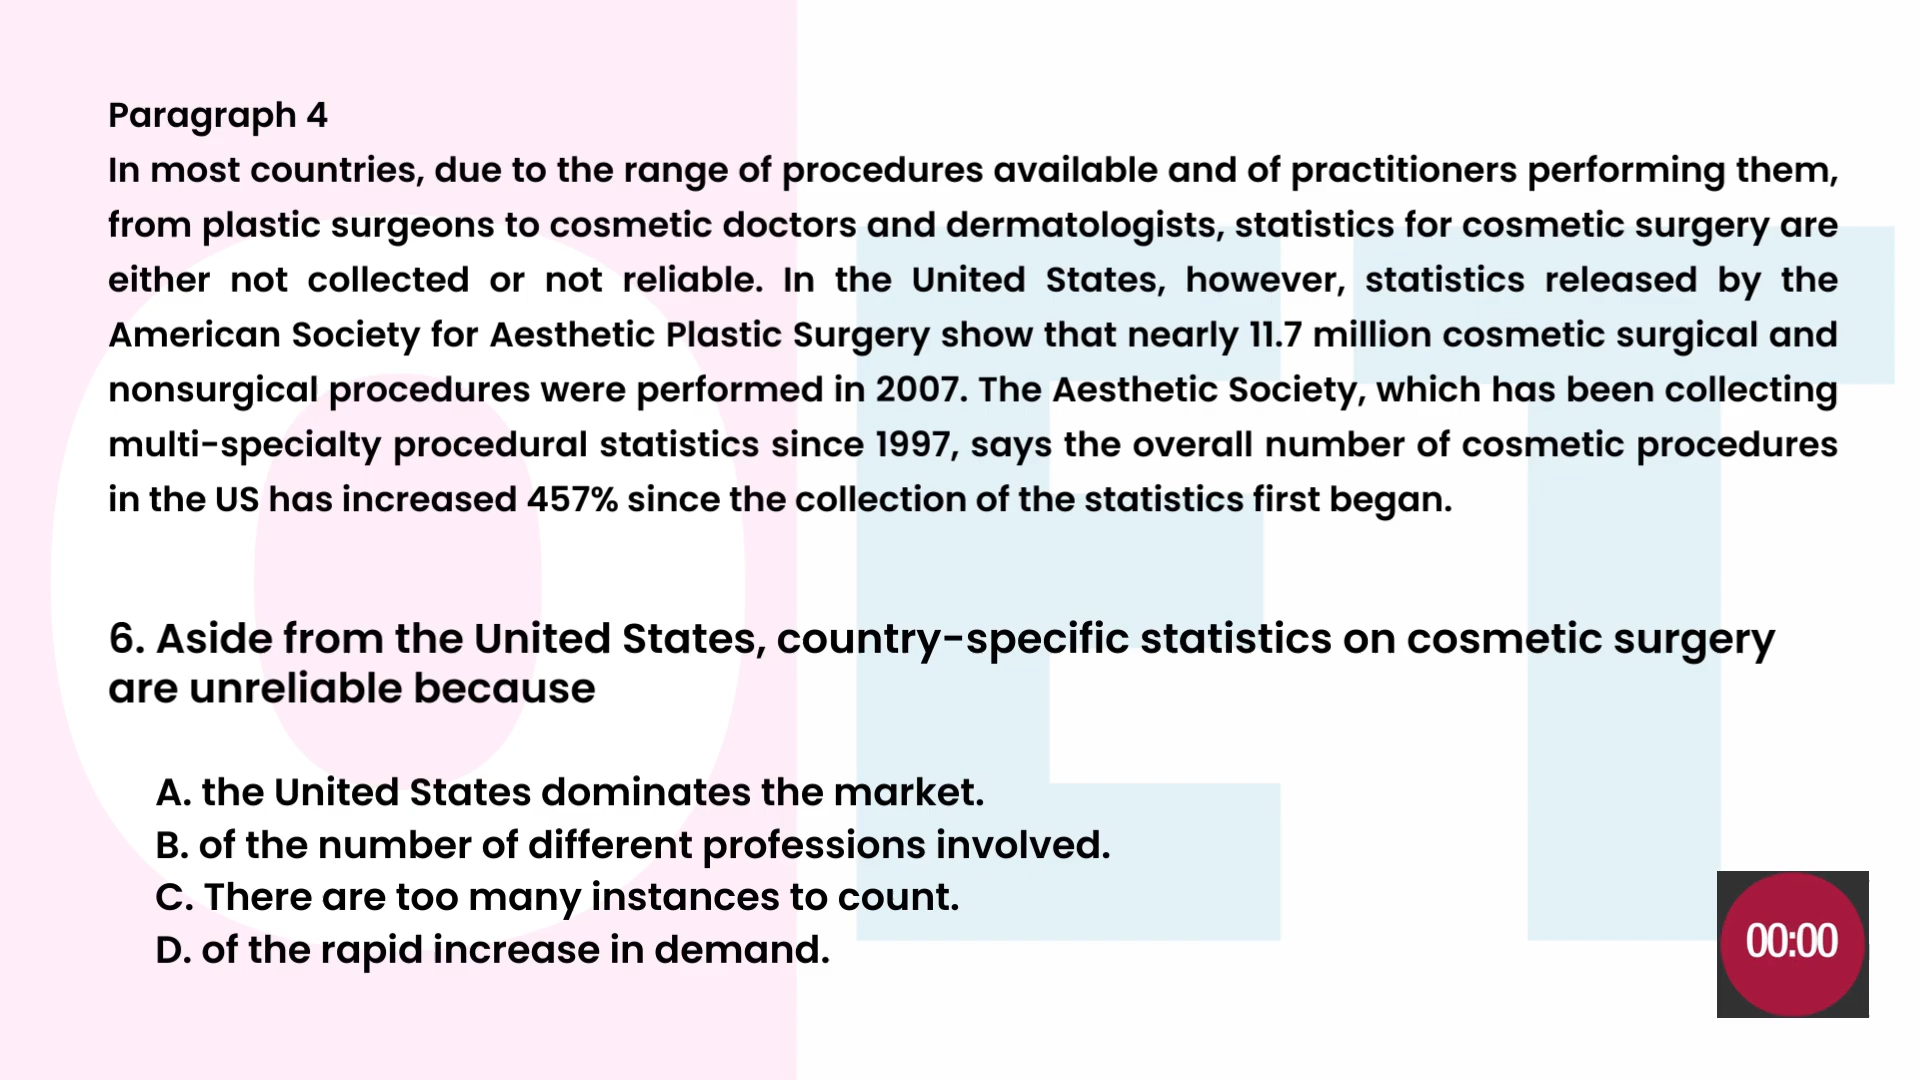 Paragraph 4
In most countries, due to the range of procedures available and of practitioners performing them,
from plastic surgeons to cosmetic doctors and dermatologists, statistics for cosmetic surgery are
either not collected or not reliable. In the United States, however, statistics released by the
American Society for Aesthetic Plastic Surgery show that nearly 11.7 million cosmetic surgical and
nonsurgical procedures were performed in 2007. The Aesthetic Society, which has been collecting
multi-specialty procedural statistics since 1997, says the overall number of cosmetic procedures
in the US has increased 457% since the collection of the statistics first began.
6. Aside from the United States, country-specific statistics on cosmetic surgery
are unreliable because
A. the United States dominates the market.
B. of the number of different professions involved.
C. There are too many instances to count.
D. of the rapid increase in demand.
00:00
OET